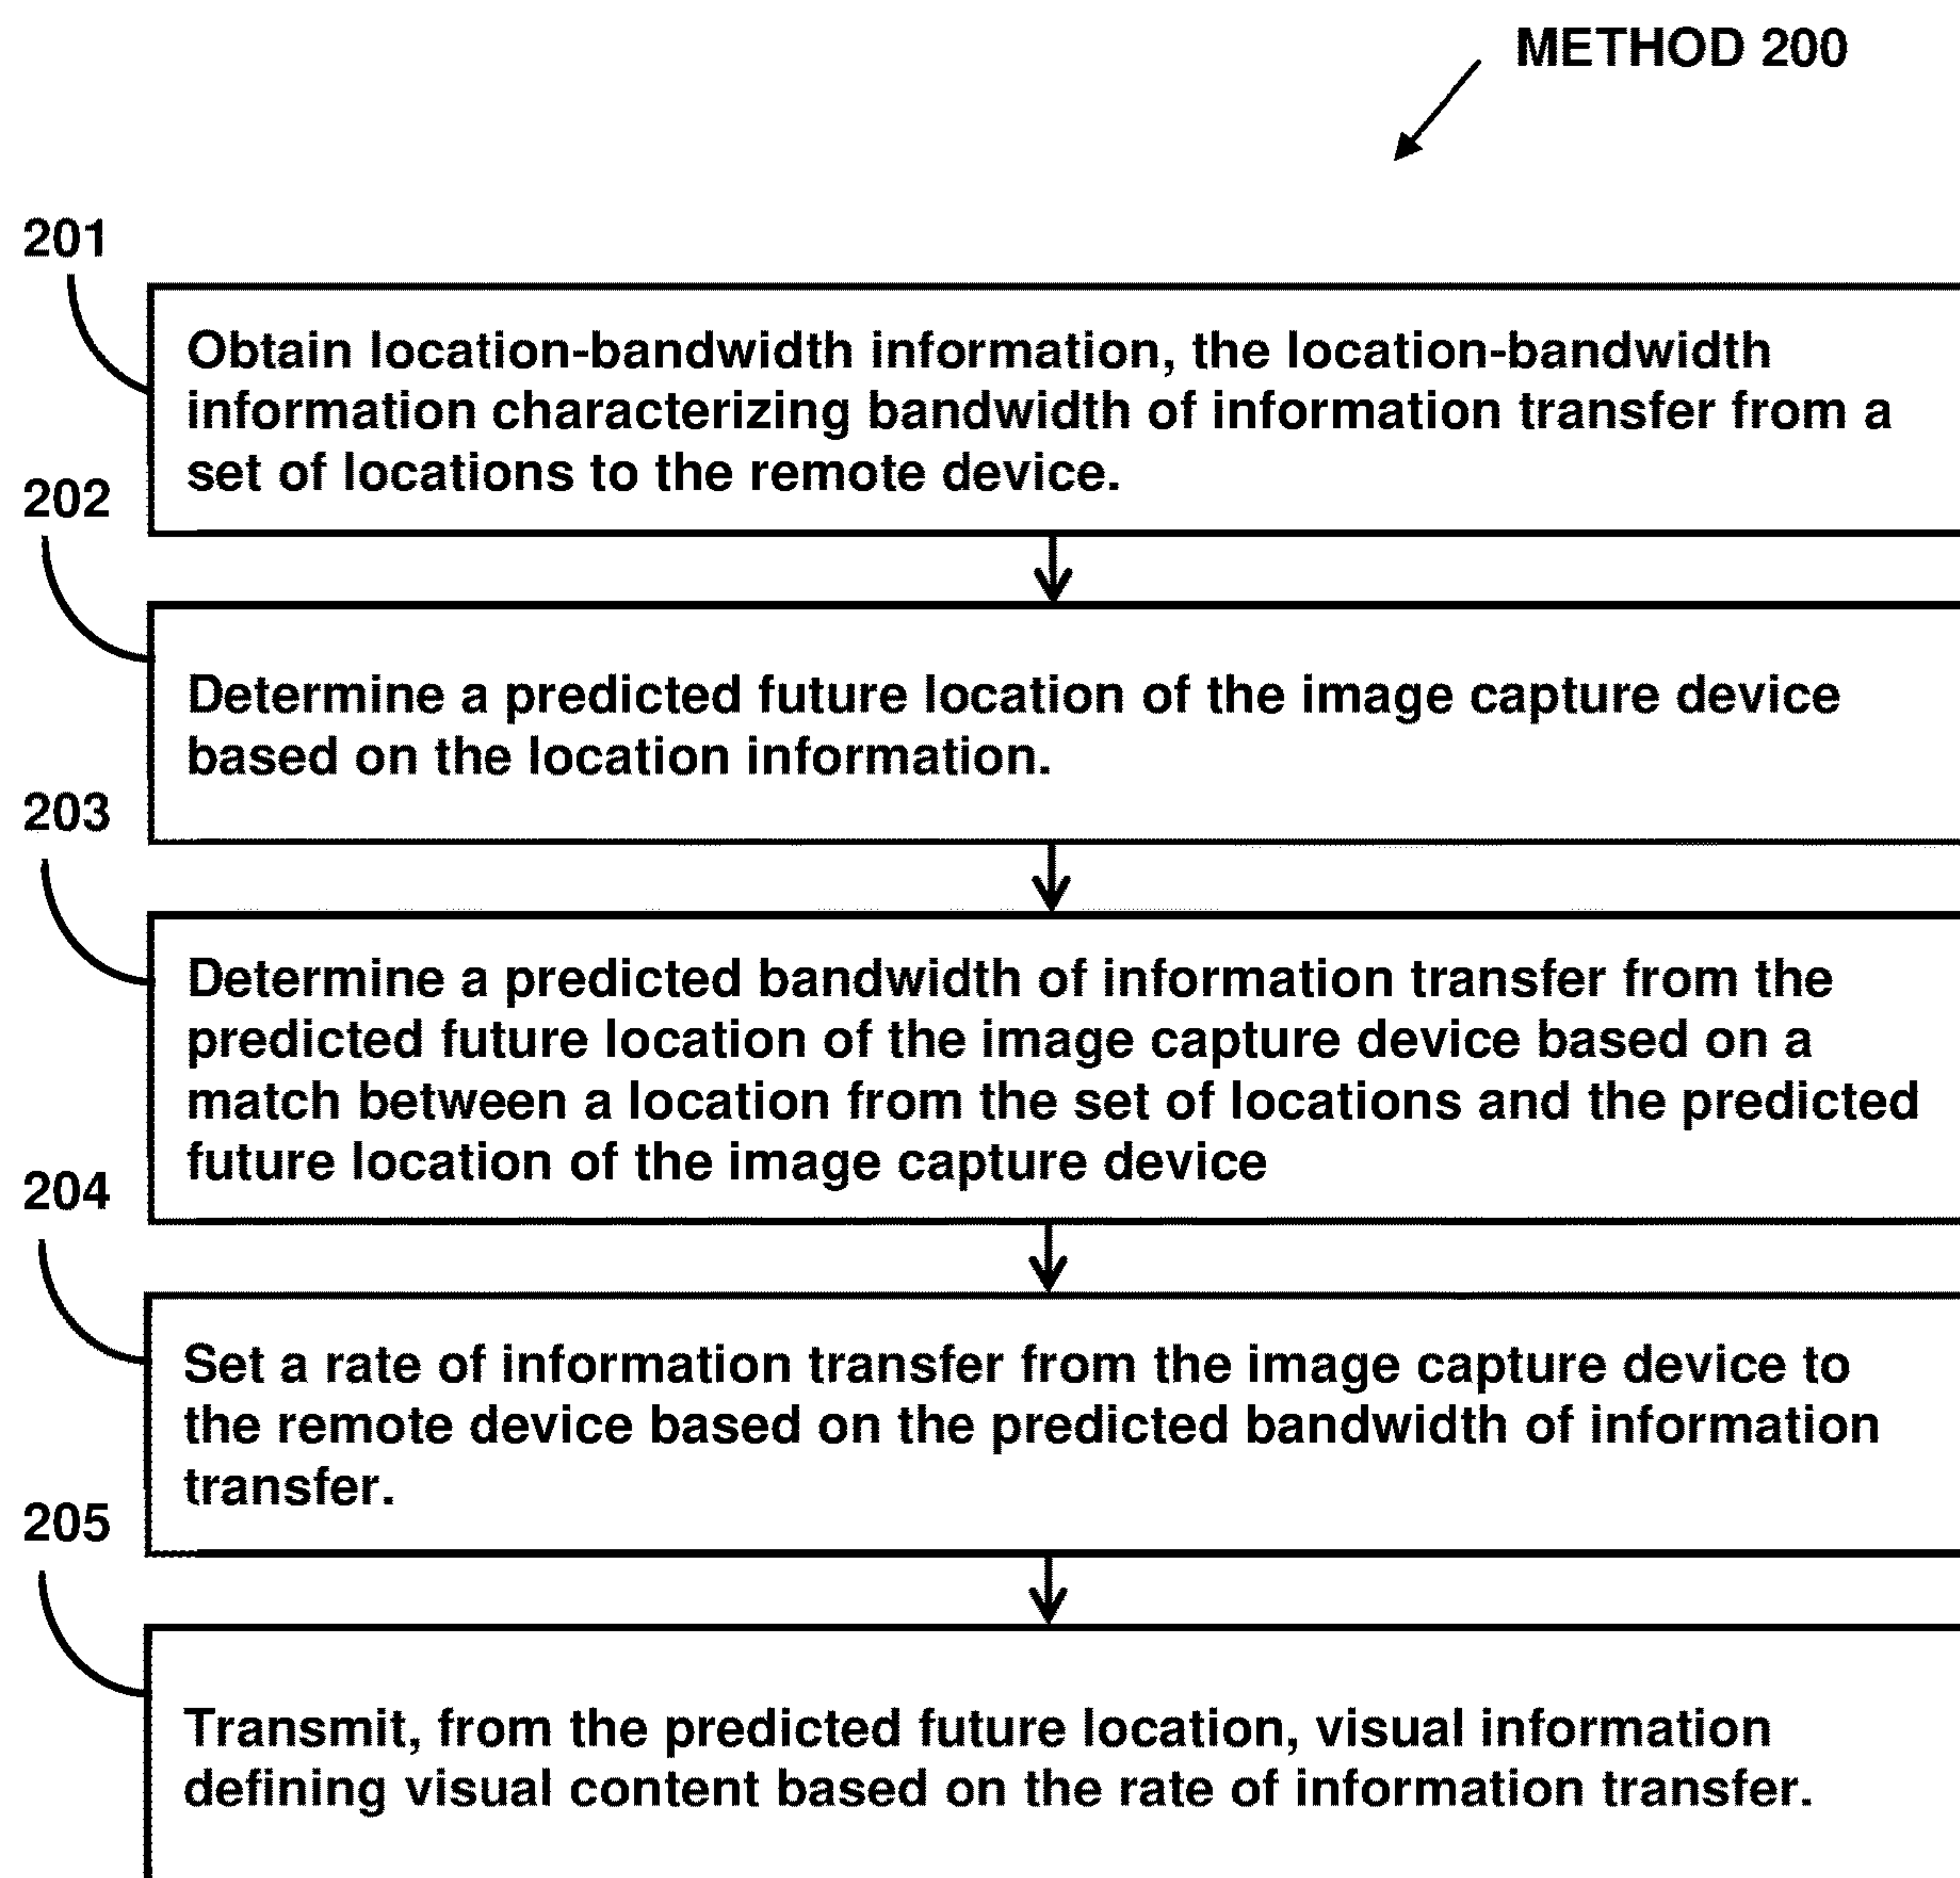 METHOD 200
201
Obtain location-bandwidth information, the location-bandwidth
information characterizing bandwidth of information transfer from a
set of locations to the remote device.
202
Determine a predicted future location of the image capture device
based on the location information.
203
Determine a predicted bandwidth of information transfer from the
predicted future location of the image capture device based on a
match between a location from the set of locations and the predicted
future location of the image capture device
204
Set a rate of information transfer from the image capture device to
the remote device based on the predicted bandwidth of information
transfer.
205
Transmit, from the predicted future location, visual information
defining visual content based on the rate of information transfer.